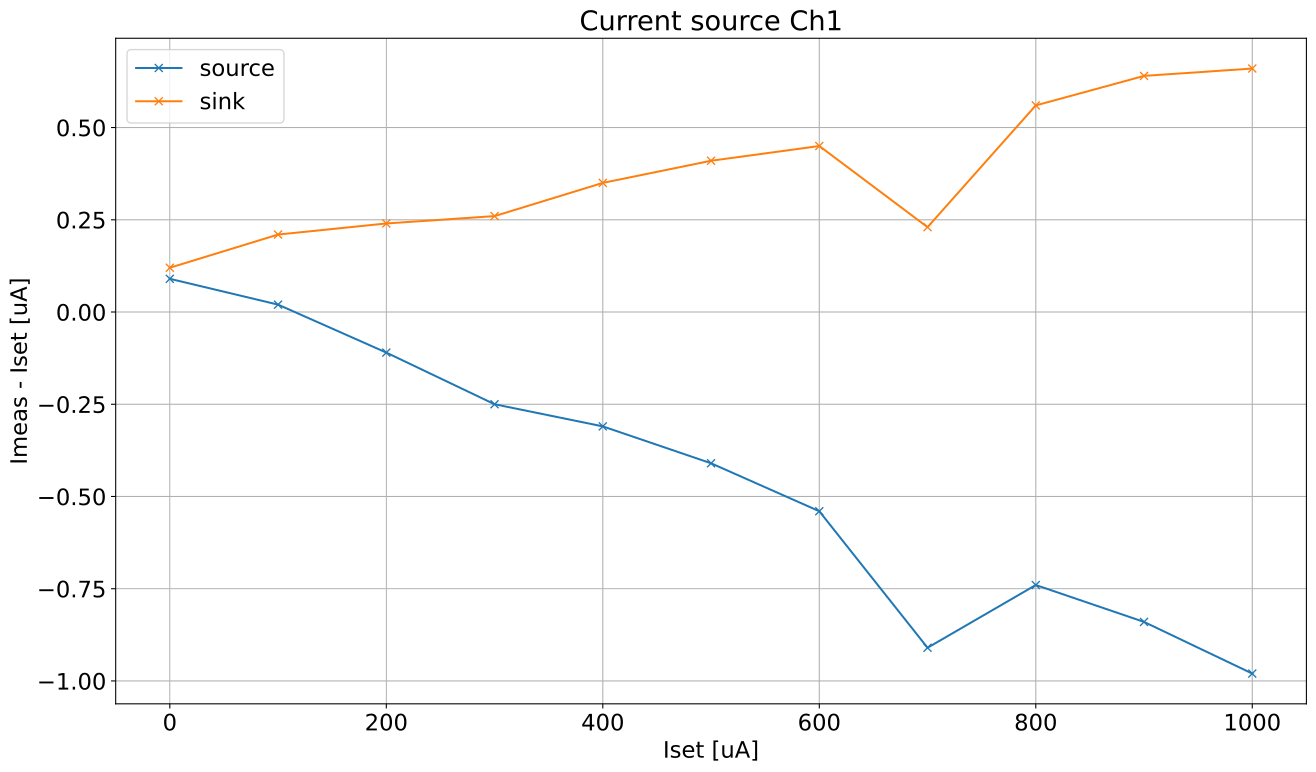 Current source Ch1
source
sink
0.50
0.25
0.00
−0.25
−0.50
−0.75
−1.00
Imeas - Iset [uA]
0 200 400 600 800 1000
Iset [uA]